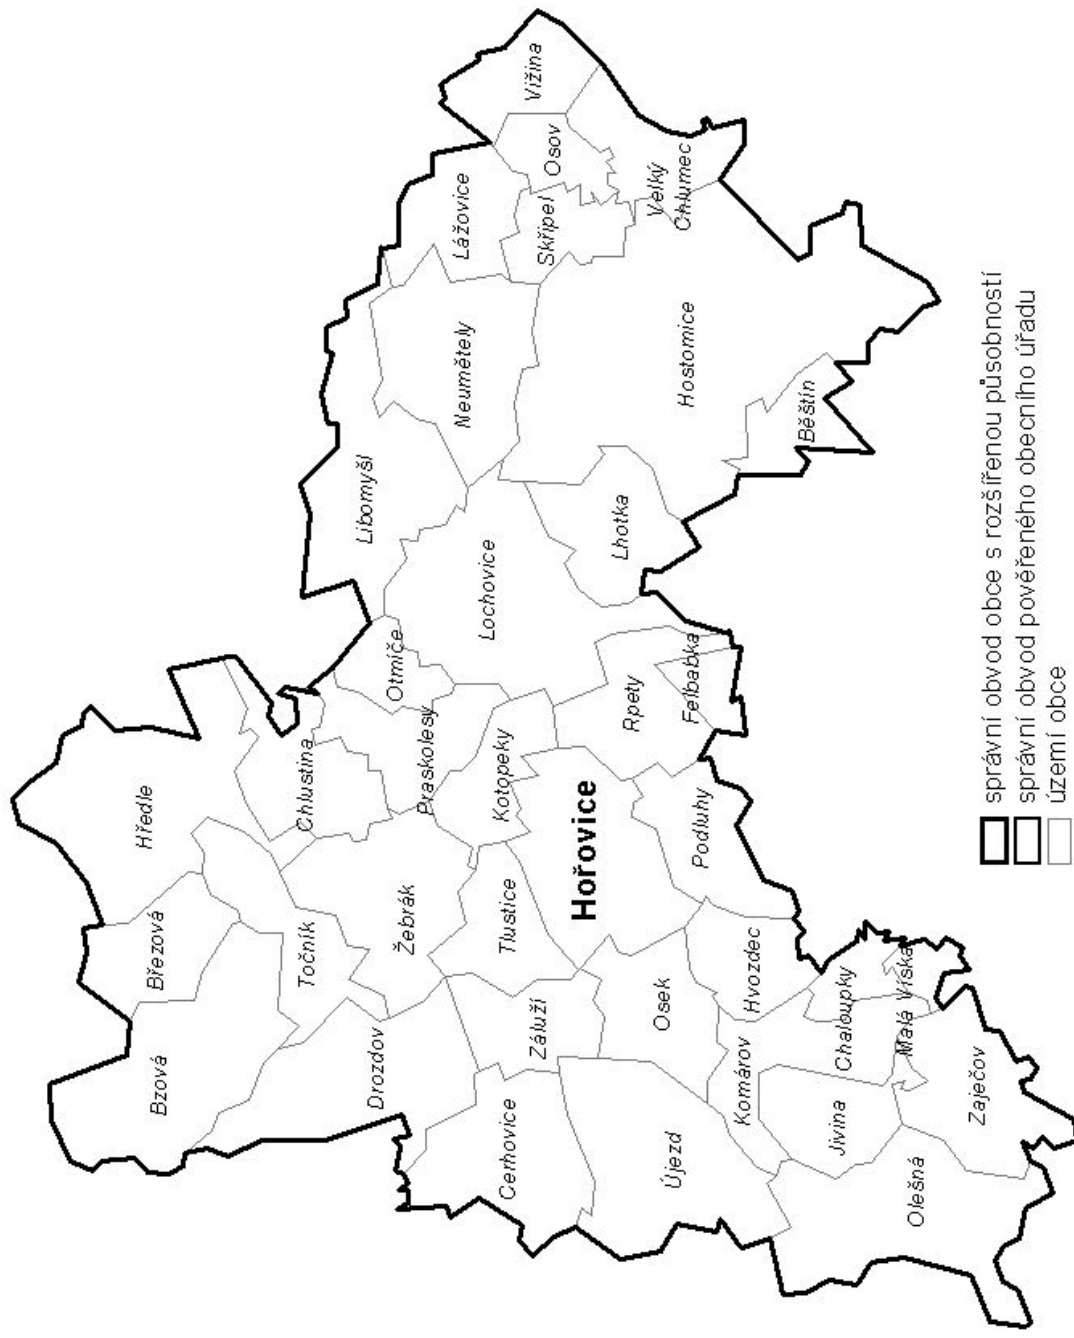 Hředle
Březová
Bzová
Točník
Chlustina
Žebrák
Drozdov
Praskolesy
Otmíče
Libomyšl
Neumětely
Lážovice
Vižina
Osov
Skřipel
Velký
Chlumec
Hostomice
Běštín
Lhotka
Lochovice
Kotopeky
Tlustice
Záluží
Cerhovice
Hořovice
Rpety
Felbabka
Podluhy
Hvozdec
Osek
Újezd
Komárov
Chaloupky
Malá Víska
Jivina
Olešná
Zaječov
správní obvod obce s rozšířenou působností
správní obvod pověřeného obecního úřadu
území obce